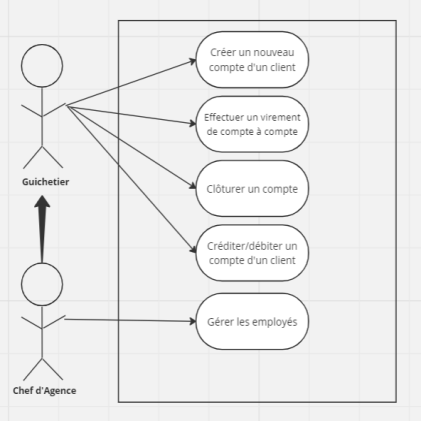 Créer un nouveau
compte d'un client
Effectuer un virement
de compte à compte
Clôturer un compte
Guichetier
Créditer/débiter un
compte d'un client
Gérer les employés
Chef d'Agence